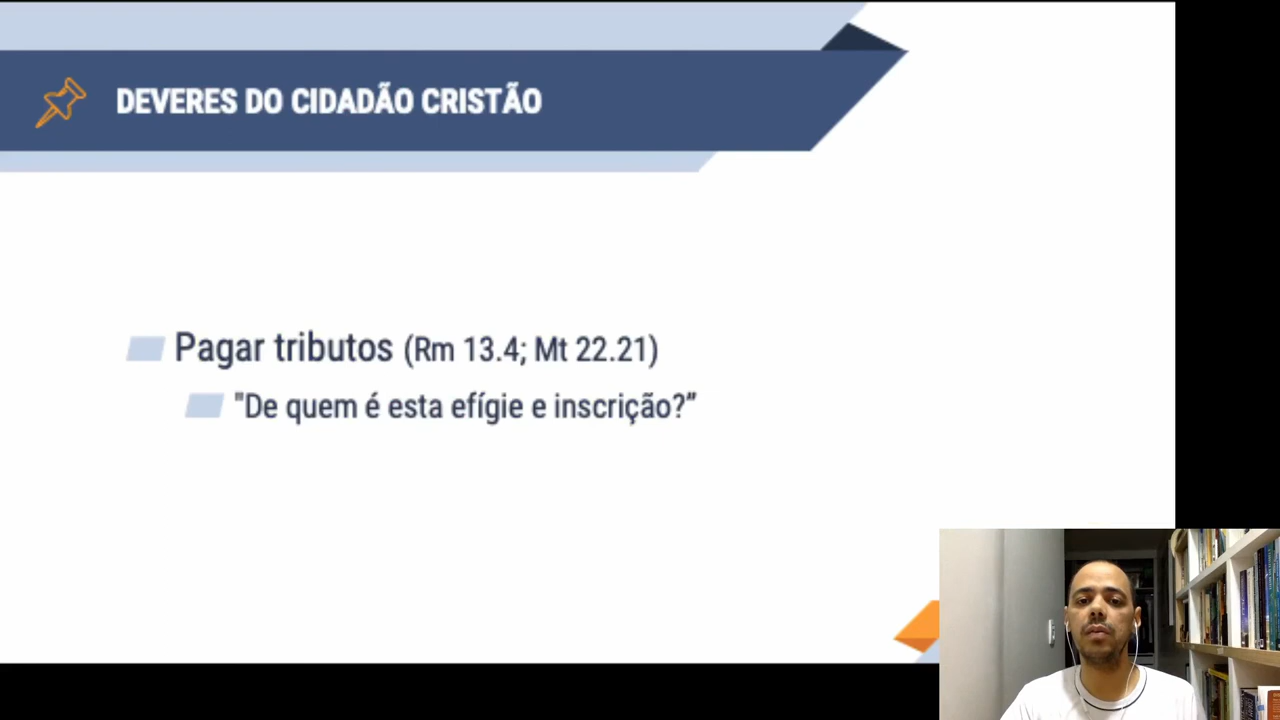 DEVERES DO CIDADÃO CRISTÃO
Pagar tributos (Rm 13.4; Mt 22.21)
"De quem é esta efígie e inscrição?”